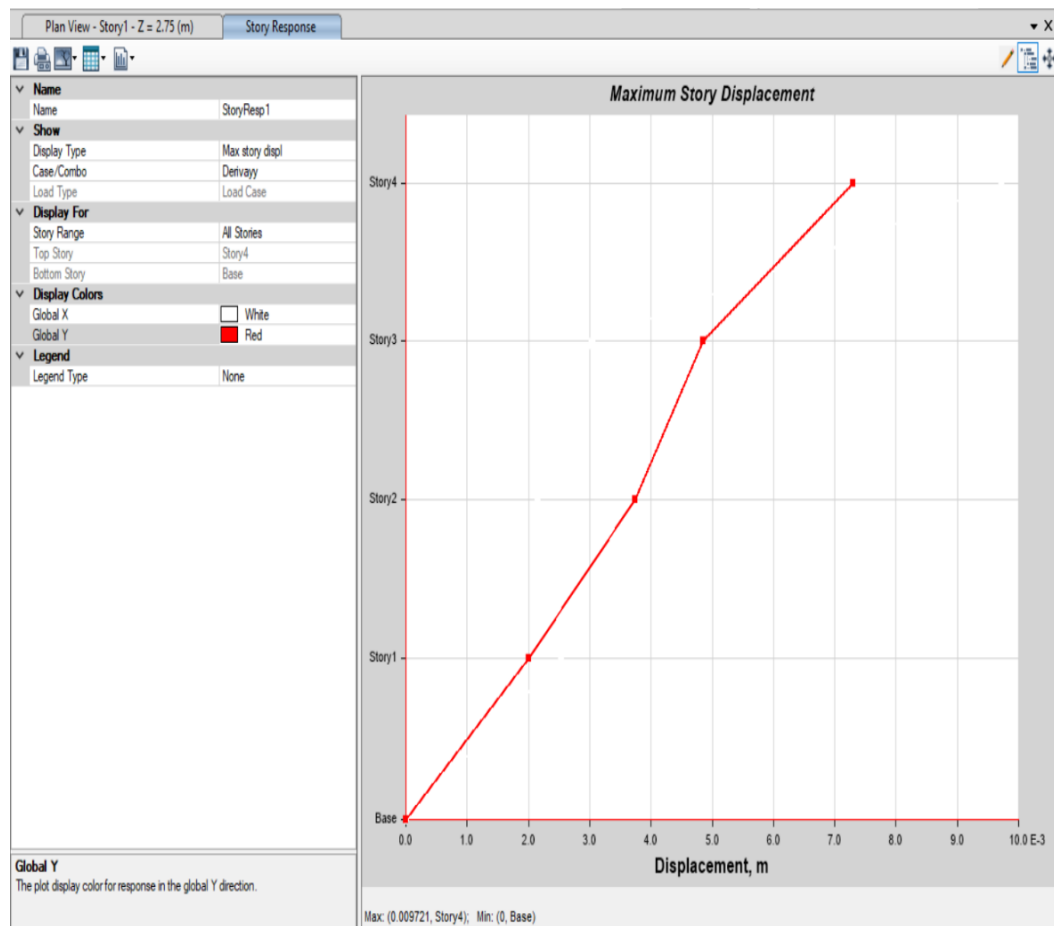 Plan View - Story1 - Z = 2.75 (m)
Story Response
X
Name
Name StoryResp1
Show
Display Type Max story displ
Case/Combo Derivayy
Load Type Load Case
Display For
Story Range All Stories
Top Story Story4
Bottom Story Base
Display Colors
Global X White
Global Y Red
Legend
Legend Type None
Global Y
The plot display color for response in the global Y direction.
Maximum Story Displacement
Story4
Story3
Story2
Story1
Base
0.0 1.0 2.0 3.0 4.0 5.0 6.0 7.0 8.0 9.0 10.0 E-3
Displacement, m
Max: (0.009721, Story4); Min: (0, Base)